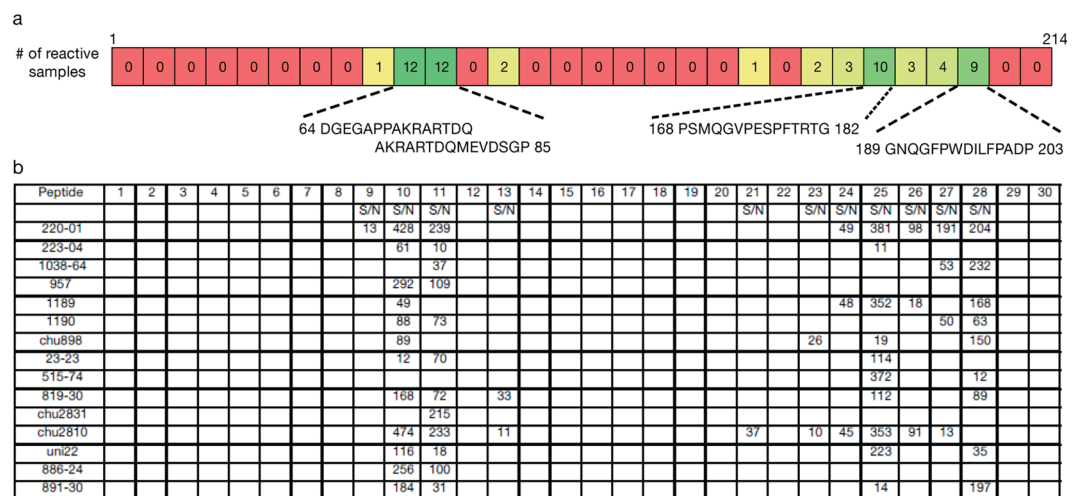 a
1 214
# of reactive samples 0 0 0 0 0 0 0 0 1 12 12 0 2 0 0 0 0 0 0 0 1 0 2 3 10 3 4 9 0 0
64 DGEGAPPAKRARTDQ 168 PSMQGVPESPFTRTG 182
AKRARTDQMEVDSGP 85 189 GNQGFPWDILFPADP 203
b
Peptide 1 2 3 4 5 6 7 8 9 10 11 12 13 14 15 16 17 18 19 20 21 22 23 24 25 26 27 28 29 30
S/N S/N S/N S/N S/N S/N S/N S/N S/N S/N S/N
220-01 13 428 239 49 381 98 191 204
223-04 61 10 11
1038-64 37 53 232
957 292 109
1189 49 48 352 18 168
1190 88 73 50 63
chu898 89 26 19 150
23-23 12 70 114
515-74 372 12
819-30 168 72 33 112 89
chu2831 215
chu2810 474 233 11 37 10 45 353 91 13
uni22 116 18 223 35
886-24 256 100
891-30 184 31 14 197